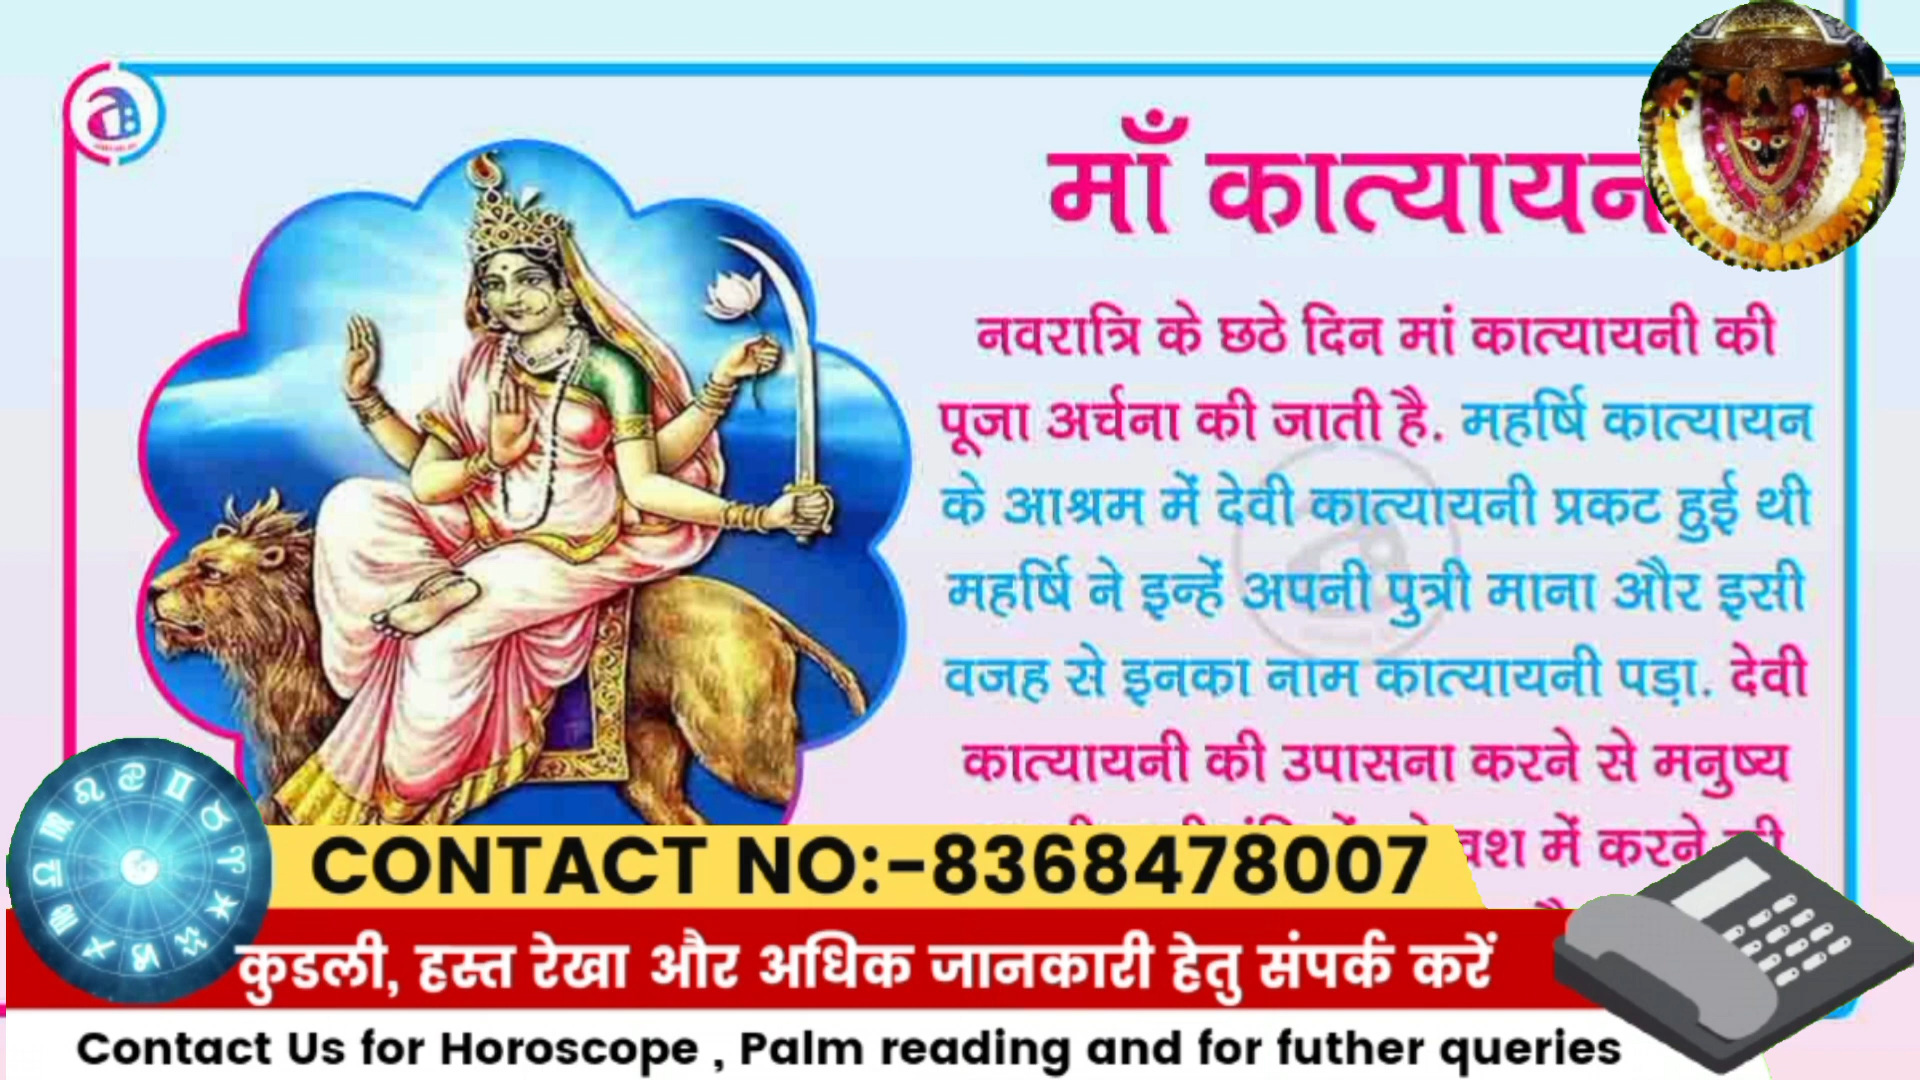 माँ कात्यायन
नवरात्रि के छठे दिन मां कात्यायनी की
पूजा अर्चना की जाती है. महर्षि कात्यायन
के आश्रम में देवी कात्यायनी प्रकट हुई थी
महर्षि ने इन्हें अपनी पुत्री माना और इसी
वजह से इनका नाम कात्यायनी पड़ा. देवी
कात्यायनी की उपासना करने से मनुष्य
वश में करने की
CONTACT NO:-8368478007
कुडली, हस्त रेखा और अधिक जानकारी हेतु संपर्क करें
Contact Us for Horoscope , Palm reading and for futher queries